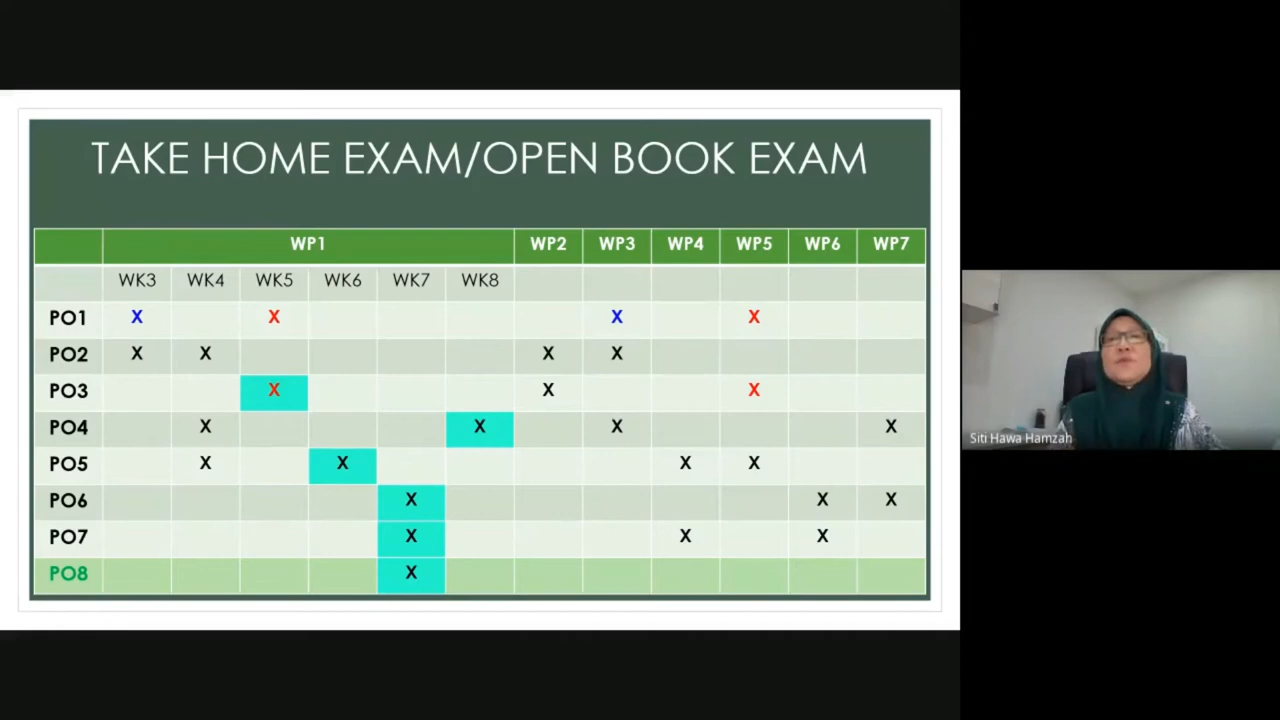 TAKE HOME EXAM/OPEN BOOK EXAM
WP1 WP2 WP3 WP4 WP5 WP6 WP7
WK3 WK4 WK5 WK6 WK7 WK8
PO1 X X X X
PO2 X X X X
PO3 X X X
PO4 X X X X
PO5 X X X X
PO6 X X X
PO7 X X X
PO8 X
Siti Hawa Hamzah